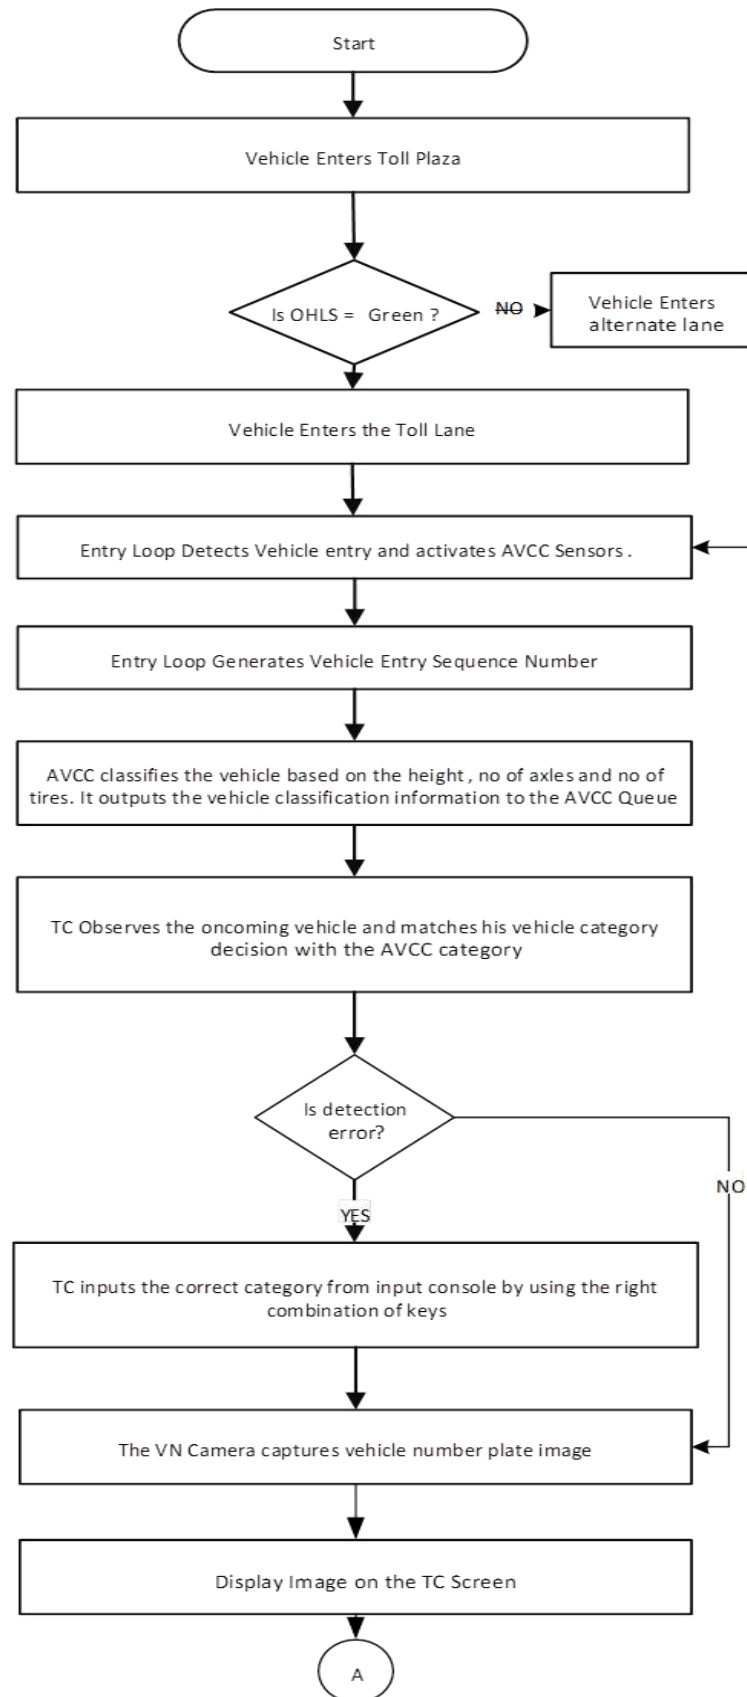 Start
Vehicle Enters Toll Plaza
Is OHLS = Green ?
NO
Vehicle Enters
alternate lane
Vehicle Enters the Toll Lane
Entry Loop Detects Vehicle entry and activates AVCC Sensors .
Entry Loop Generates Vehicle Entry Sequence Number
AVCC classifies the vehicle based on the height , no of axles and no of
tires. It outputs the vehicle classification information to the AVCC Queue
TC Observes the oncoming vehicle and matches his vehicle category
decision with the AVCC category
Is detection
error?
NO
YES
TC inputs the correct category from input console by using the right
combination of keys
The VN Camera captures vehicle number plate image
Display Image on the TC Screen
A